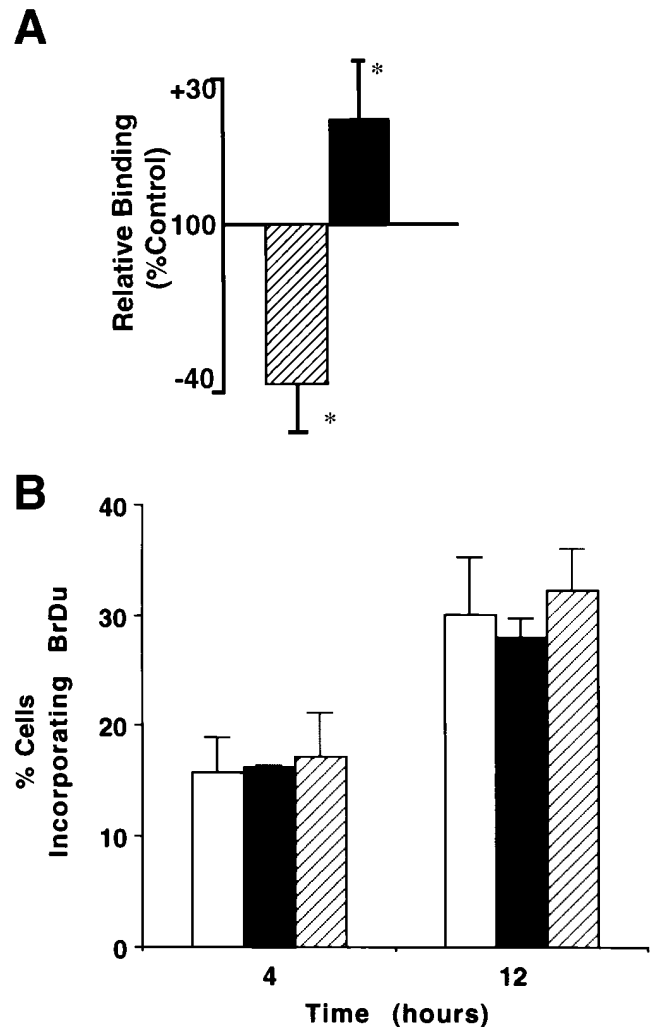 A
+30
100
-40
Relative Binding
(%Control)
*
*
B
40
30
20
10
0
% Cells
Incorporating BrDu
4
12
Time (hours)